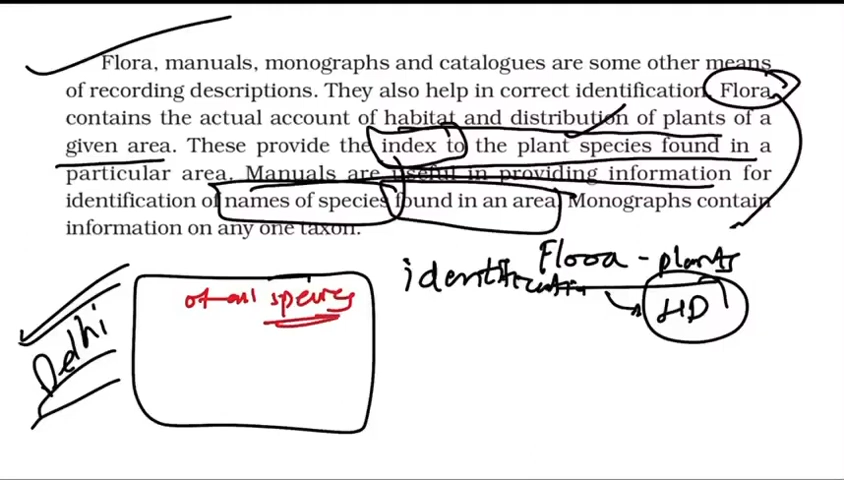 Flora, manuals, monographs and catalogues are some other means
of recording descriptions. They also help in correct identification. Flora
contains the actual account of habitat and distribution of plants of a
given area. These provide the index to the plant species found in a
particular area. Manuals are useful in providing information for
identification of names of species found in an area. Monographs contain
information on any one taxon.
Flora - plants
HD
of all species
Delhi